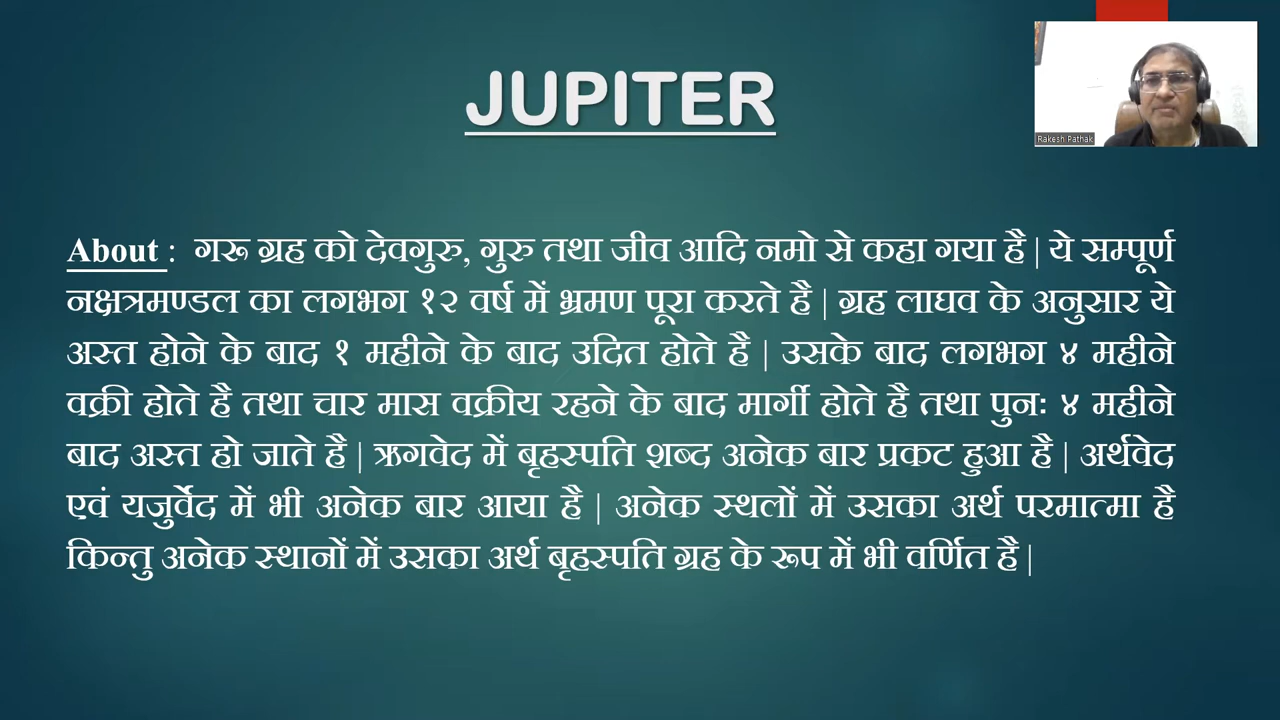 JUPITER
Rakesh Pathak
About : गरू ग्रह को देवगुरु, गुरु तथा जीव आदि नमो से कहा गया है | ये सम्पूर्ण
नक्षत्रमण्डल का लगभग १२ वर्ष में भ्रमण पूरा करते है | ग्रह लाघव के अनुसार ये
अस्त होने के बाद १ महीने के बाद उदित होते है | उसके बाद लगभग ४ महीने
वक्री होते है तथा चार मास वक्रीय रहने के बाद मार्गी होते है तथा पुनः ४ महीने
बाद अस्त हो जाते है | ऋगवेद में बृहस्पति शब्द अनेक बार प्रकट हुआ है | अर्थवेद
एवं यजुर्वेद में भी अनेक बार आया है | अनेक स्थलों में उसका अर्थ परमात्मा है
किन्तु अनेक स्थानों में उसका अर्थ बृहस्पति ग्रह के रूप में भी वर्णित है |